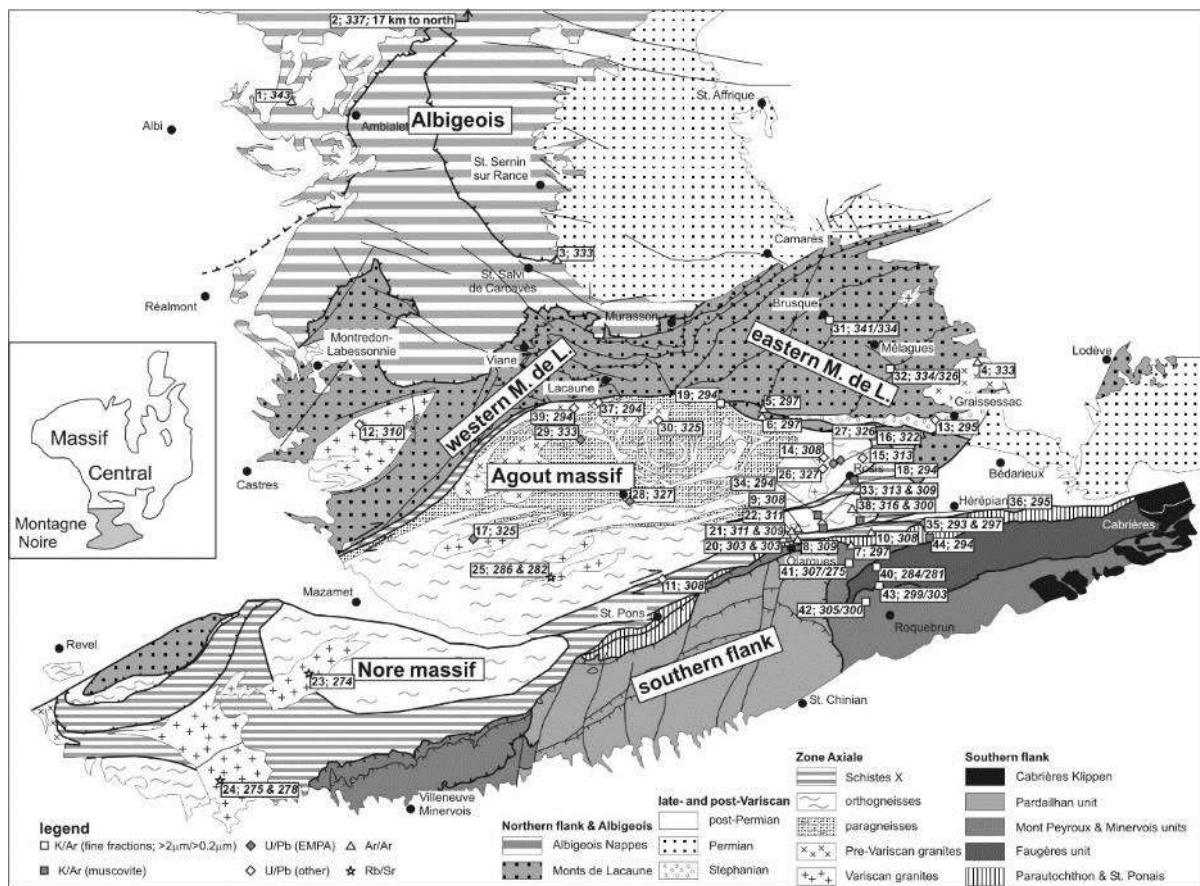 2; 337; 17 km to north
1; 343
Albi
Ambialet
Albigeois
St. Affrique
St. Sernin
sur Rance
3; 333
Camarès
St. Salvi
de Carcavès
Réalmont
Murasson
Brusque
31; 341/334
Montredon-
Labessonnie
Viane
western M. de L.
eastern M. de L.
Mélagues
32; 334/326
4; 333
Lodève
Lacaune
Graissessac
19; 294
5; 297
39; 294
37; 294
6; 297
27; 326
13; 295
12; 310
29; 333
30; 325
14; 308
16; 322
15; 313
Massif
Central
Montagne
Noire
Castres
Agout massif
26; 327
Rosis
18; 294
Bédarieux
34; 294
33; 313 & 309
28; 327
9; 308
38; 316 & 300
Hérépian
36; 295
22; 311
Cabrières
17; 325
21; 311 & 309
35; 293 & 297
20; 303 & 303
8; 309
10; 308
44; 294
Olargues
7; 297
25; 286 & 282
41; 307/275
40; 284/281
11; 308
43; 299/303
Mazamet
42; 305/300
St. Pons
Roquebrun
Revel
Nore massif
southern flank
23; 274
St. Chinian
24; 275 & 278
Villeneuve
Minervois
legend
K/Ar (fine fractions; >2μm/>0.2μm)
K/Ar (muscovite)
U/Pb (EMPA)
U/Pb (other)
Ar/Ar
Rb/Sr
Northern flank & Albigeois
Albigeois Nappes
Monts de Lacaune
late- and post-Variscan
post-Permian
Permian
Stephanian
Zone Axiale
Schistes X
orthogneisses
paragneisses
Pre-Variscan granites
Variscan granites
Southern flank
Cabrières Klippen
Pardailhan unit
Mont Peyroux & Minervois units
Faugères unit
Parautochthon & St. Ponais